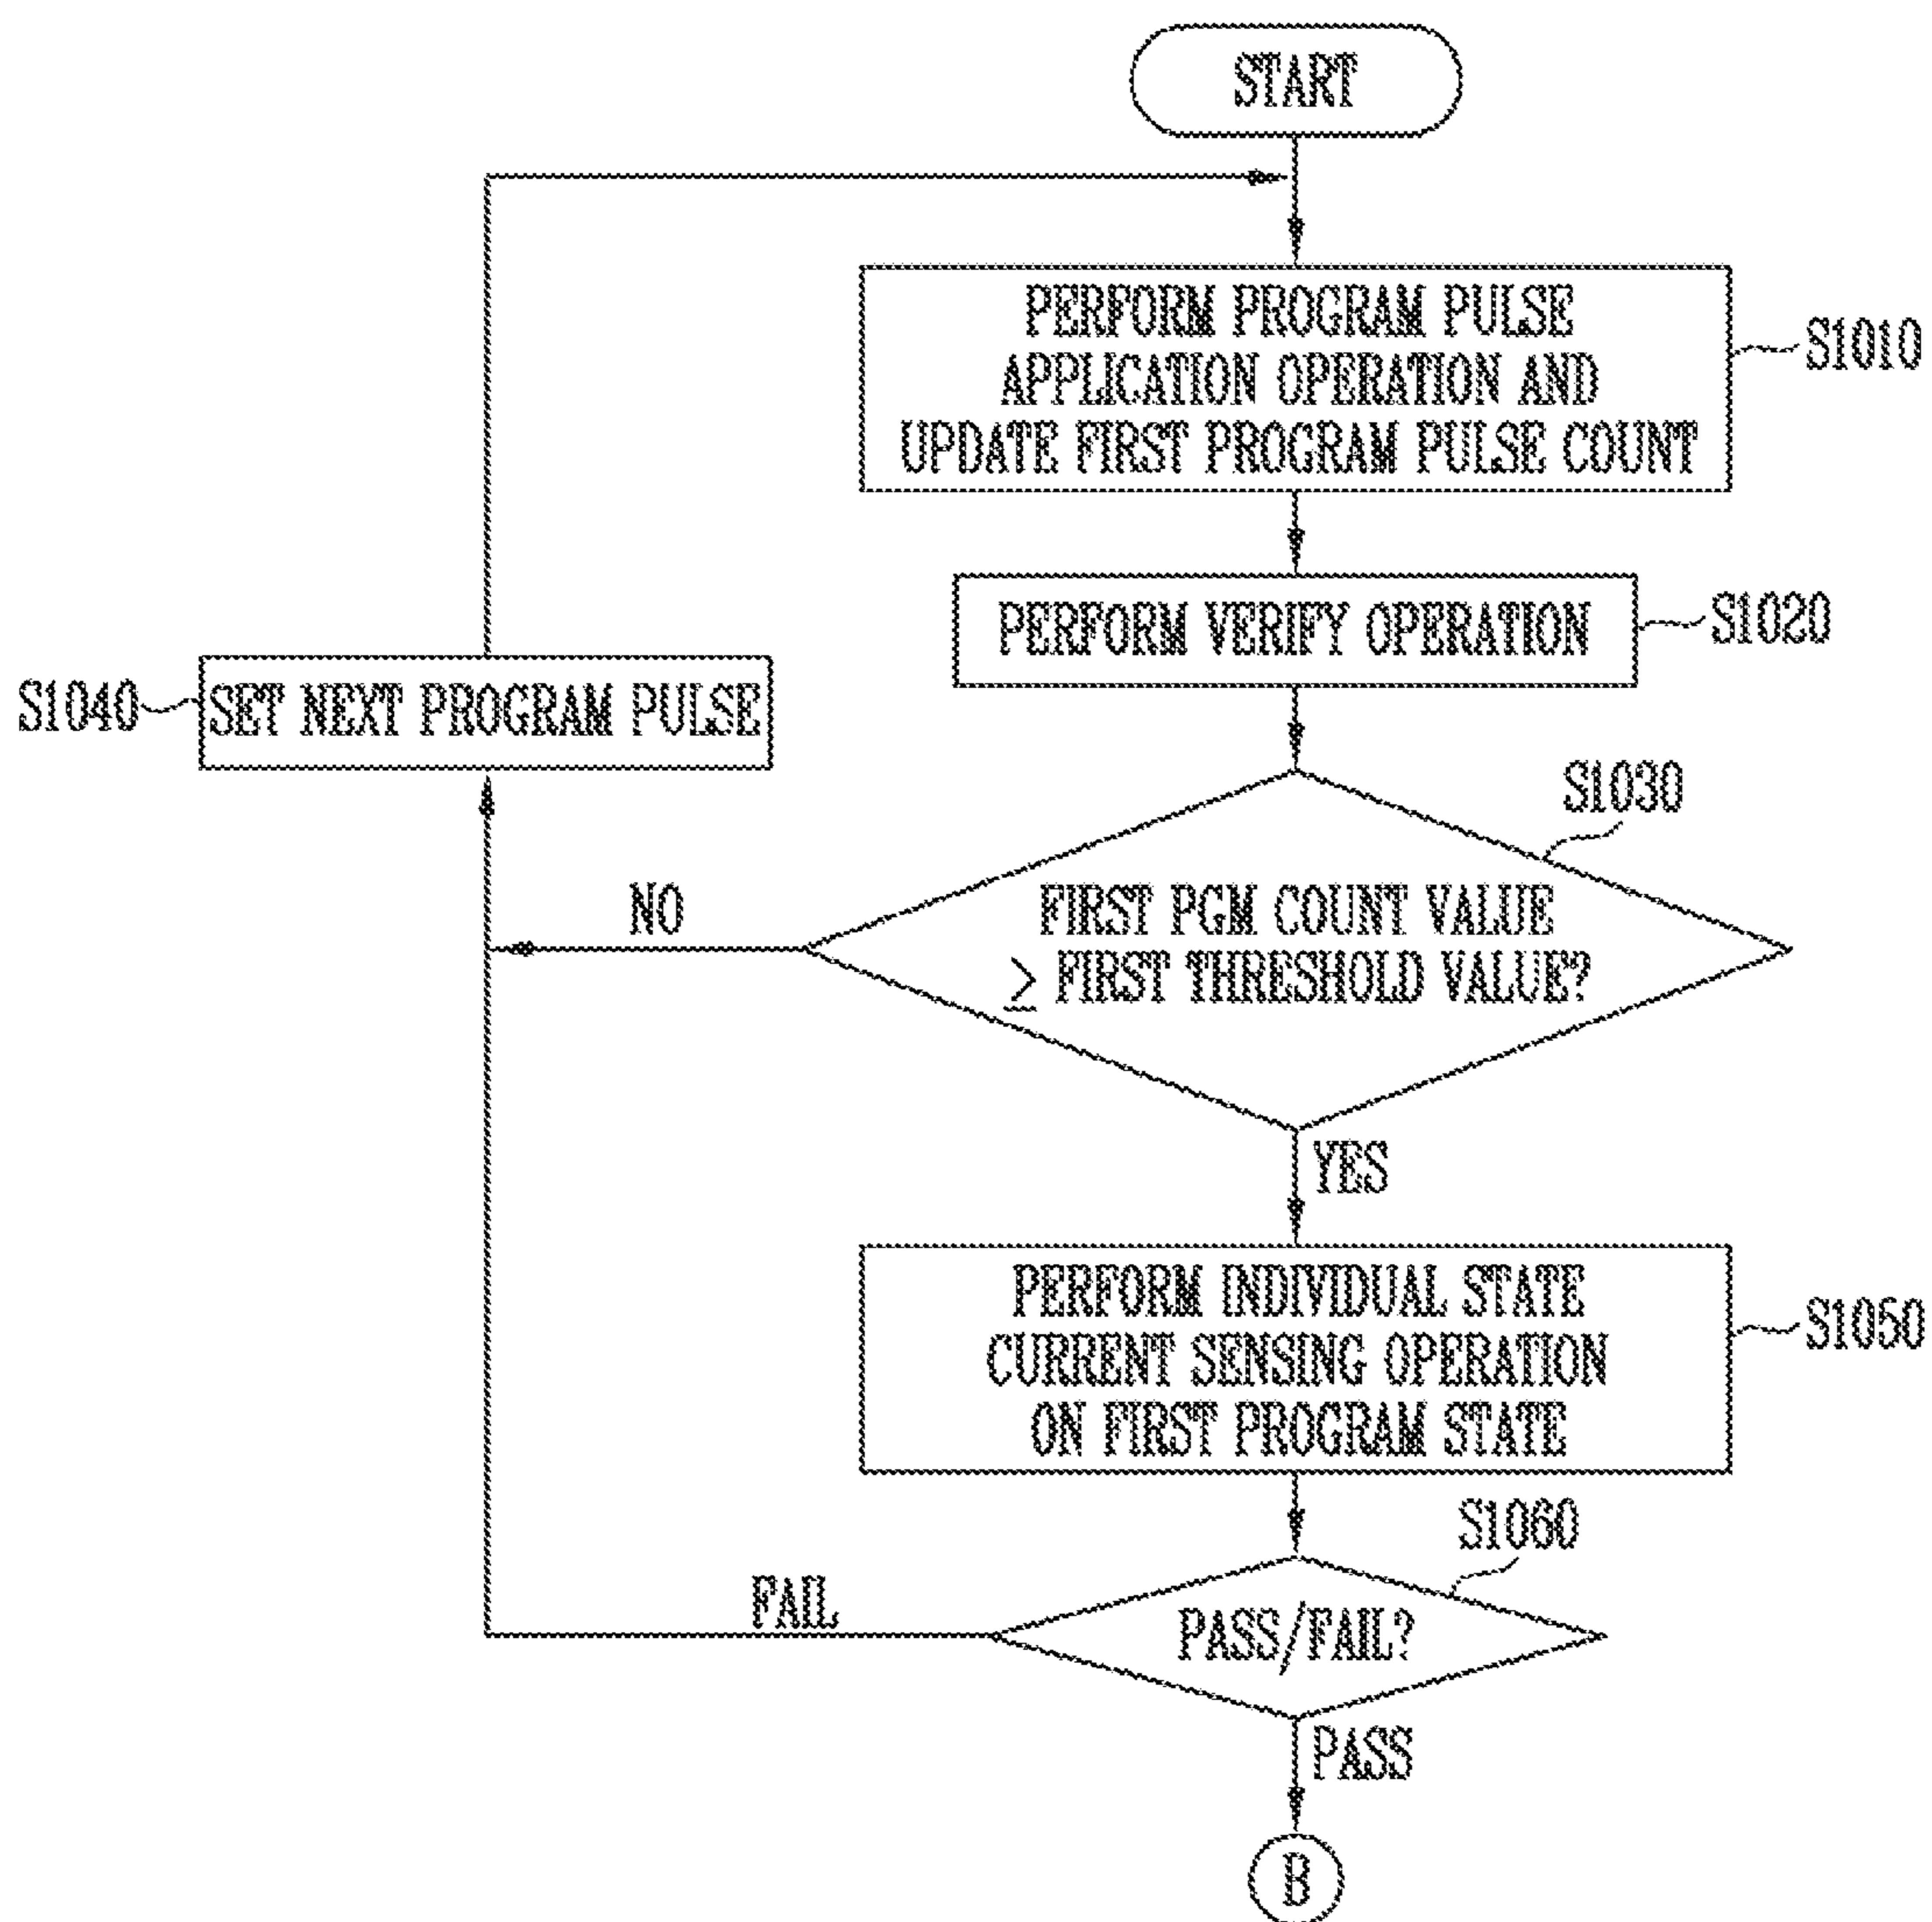 START
PERFORM PROGRAM PULSE
APPLICATION OPERATION AND
UPDATE FIRST PROGRAM PULSE COUNT
S1010
PERFORM VERIFY OPERATION
S1020
S1040
SET NEXT PROGRAM PULSE
S1030
NO
FIRST PGM COUNT VALUE
≥ FIRST THRESHOLD VALUE?
YES
PERFORM INDIVIDUAL STATE
CURRENT SENSING OPERATION
ON FIRST PROGRAM STATE
S1050
S1060
FAIL
PASS/FAIL?
PASS
B